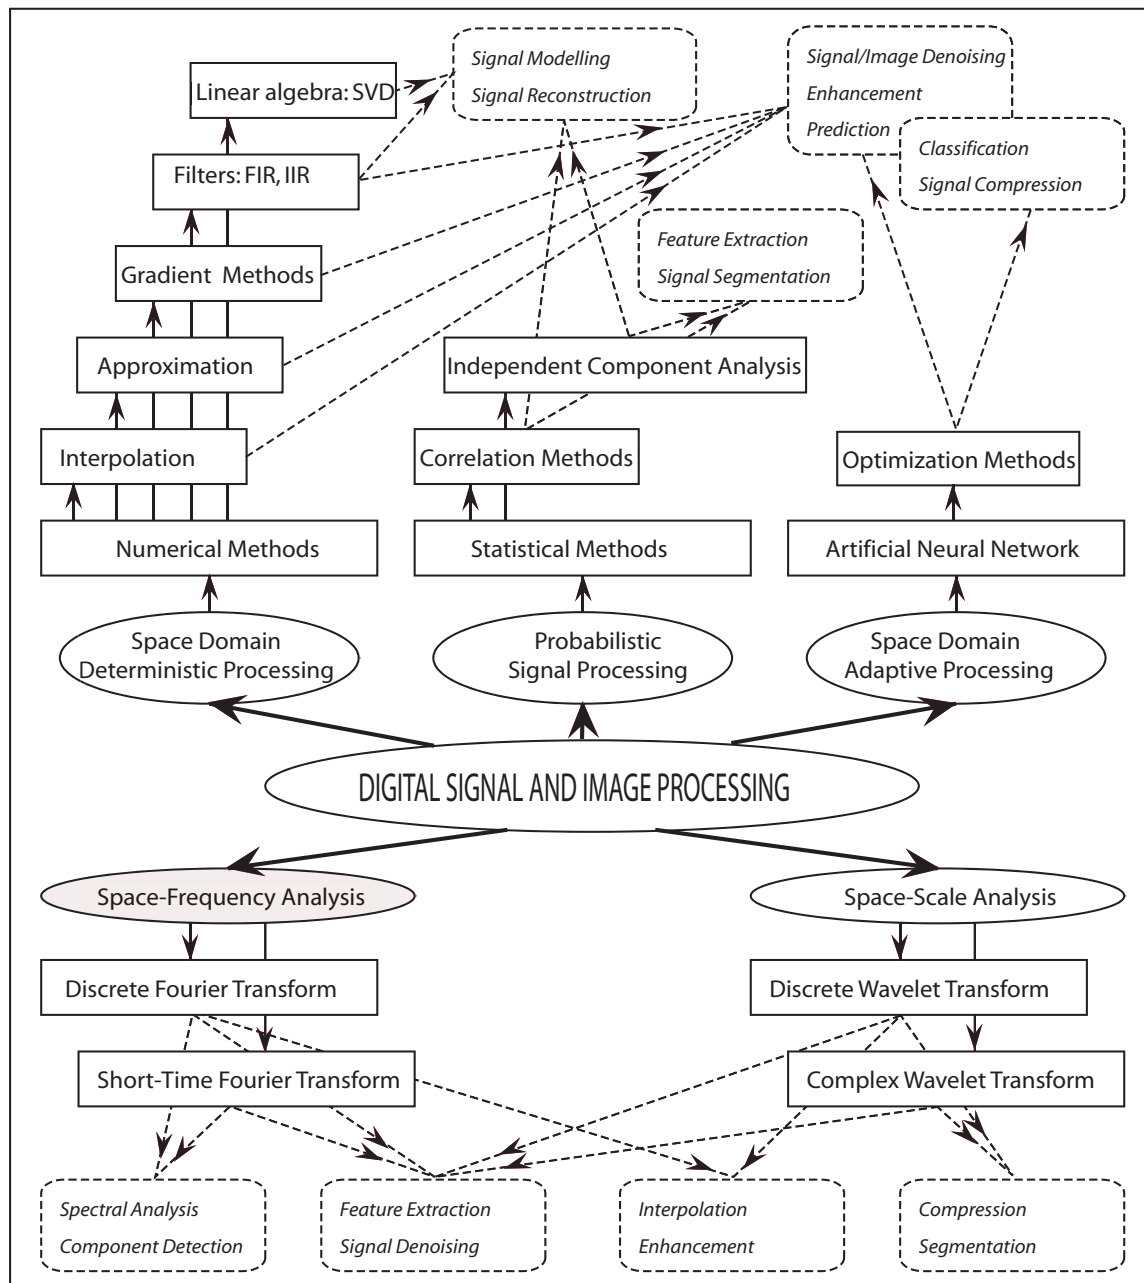 Signal Modelling
Signal Reconstruction
Signal/Image Denoising
Enhancement
Prediction
Classification
Signal Compression
Linear algebra: SVD
Filters: FIR, IIR
Feature Extraction
Signal Segmentation
Gradient Methods
Approximation
Independent Component Analysis
Interpolation
Correlation Methods
Optimization Methods
Numerical Methods
Statistical Methods
Artificial Neural Network
Space Domain
Deterministic Processing
Probabilistic
Signal Processing
Space Domain
Adaptive Processing
DIGITAL SIGNAL AND IMAGE PROCESSING
Space-Frequency Analysis
Space-Scale Analysis
Discrete Fourier Transform
Discrete Wavelet Transform
Short-Time Fourier Transform
Complex Wavelet Transform
Spectral Analysis
Component Detection
Feature Extraction
Signal Denoising
Interpolation
Enhancement
Compression
Segmentation